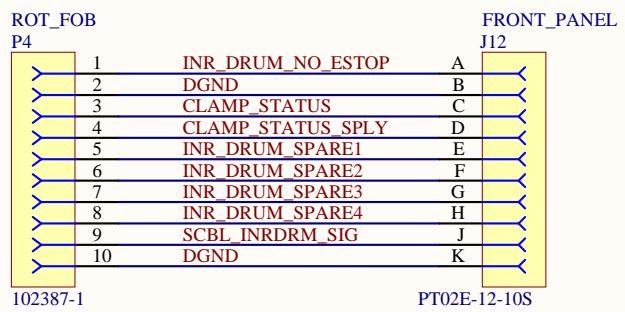 ROT_FOB FRONT_PANEL
P4 J12
1 INR_DRUM_NO_ESTOP A
2 DGND B
3 CLAMP_STATUS C
4 CLAMP_STATUS_SPLY D
5 INR_DRUM_SPARE1 E
6 INR_DRUM_SPARE2 F
7 INR_DRUM_SPARE3 G
8 INR_DRUM_SPARE4 H
9 SCBL_INRDRM_SIG J
10 DGND K
102387-1 PT02E-12-10S